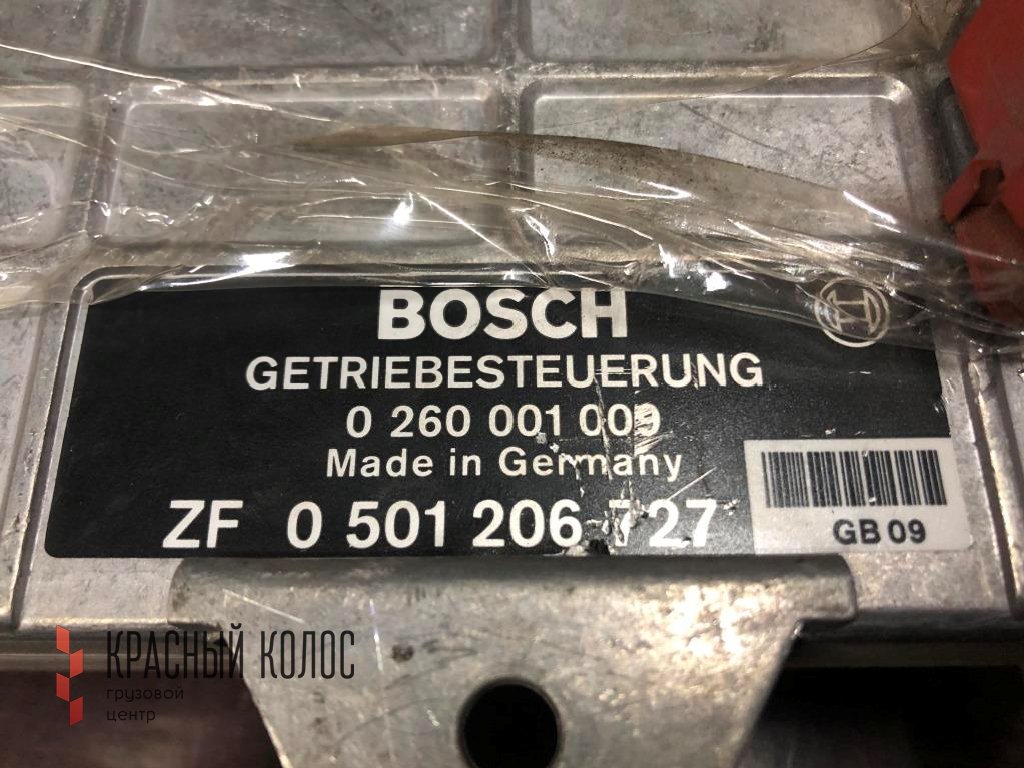 BOSCH
GETRIEBESTEUERUNG
0 260 001 009
Made in Germany
ZF 0 501 206 727
GB 09
КРАСНЫЙ КОЛОС
грузовой
центр